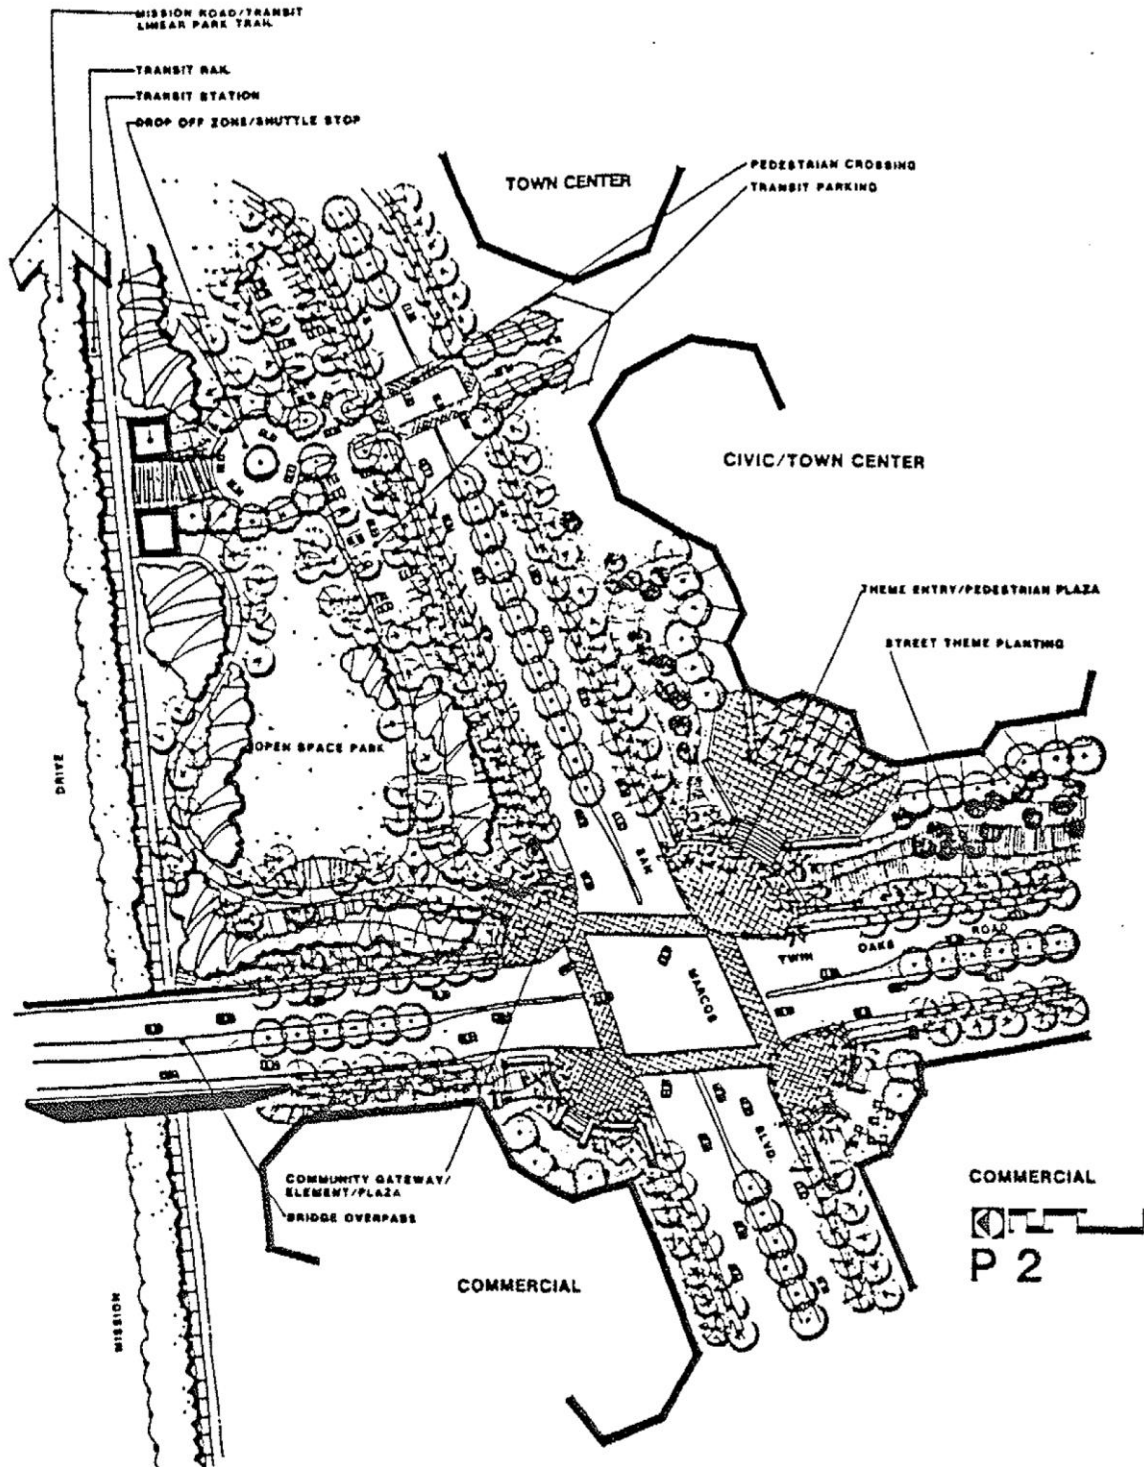 MISSION ROAD/TRANSIT
LINEAR PARK TRAIL
TRANSIT RAIL
TRANSIT STATION
DROP OFF ZONE/SHUTTLE STOP
TOWN CENTER
PEDESTRIAN CROSSING
TRANSIT PARKING
CIVIC/TOWN CENTER
THEME ENTRY/PEDESTRIAN PLAZA
STREET THEME PLANTING
OPEN SPACE PARK
DRIVE
SAN
TWIN OAKS ROAD
MARCOS
BLVD.
COMMUNITY GATEWAY/
ELEMENT/PLAZA
BRIDGE OVERPASS
COMMERCIAL
COMMERCIAL
P 2
MISSION